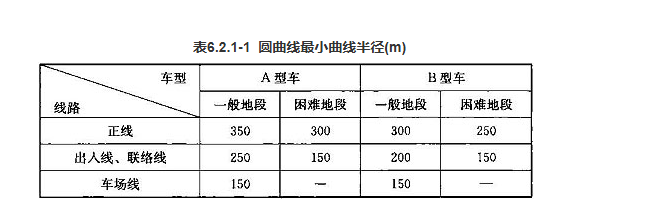 表6.2.1-1 圆曲线最小曲线半径(m)
车型 A型车 B型车
线路 一般地段 困难地段 一般地段 困难地段
正线 350 300 300 250
出入线、联络线 250 150 200 150
车场线 150 — 150 —